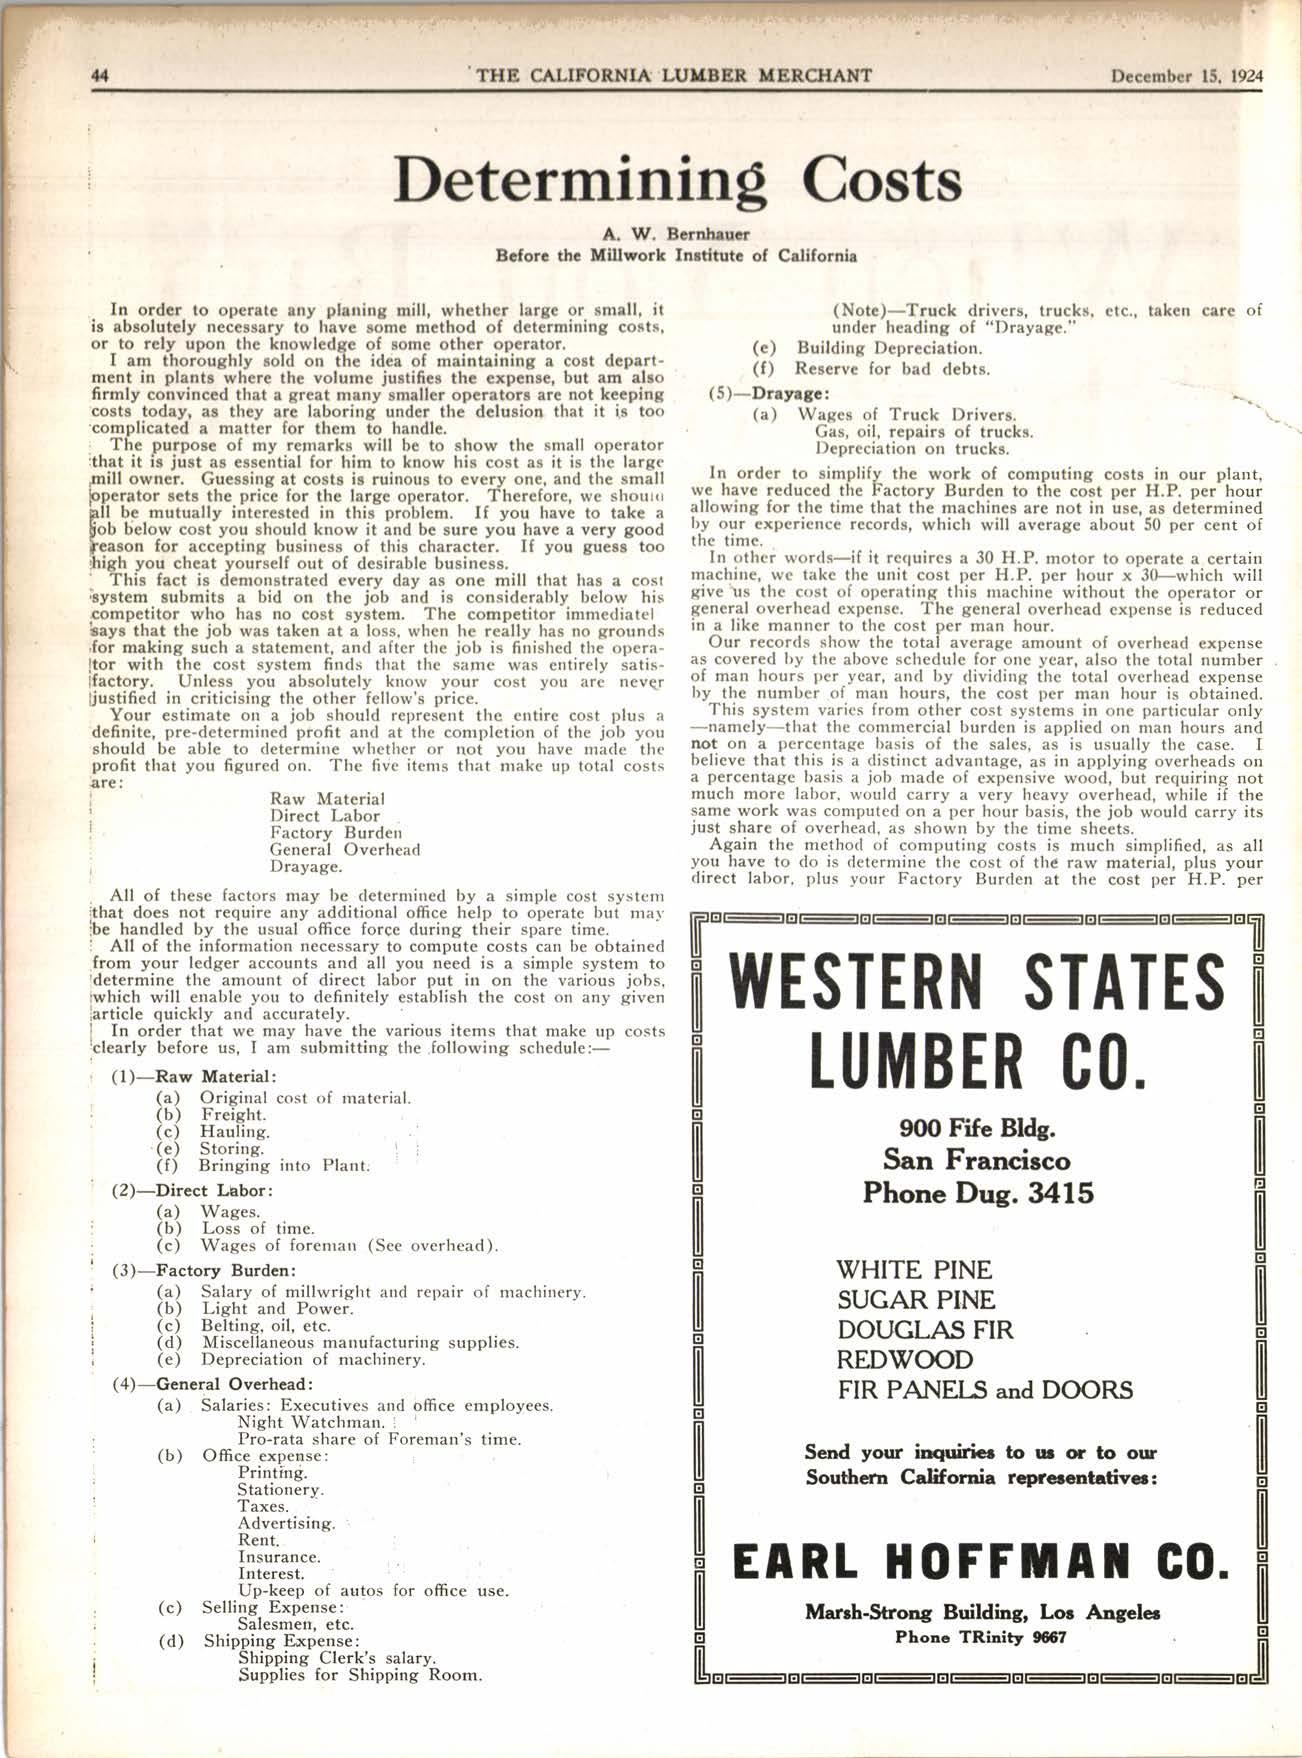 44
THE CALIFORNIA LUMBER MERCHANT
December 15, 1924
Determining Costs
A. W. Bernhauer
Before the Millwork Institute of California
In order to operate any planing mill, whether large or small, it
is absolutely necessary to have some method of determining costs,
or to rely upon the knowledge of some other operator.
I am thoroughly sold on the idea of maintaining a cost depart-
ment in plants where the volume justifies the expense, but am also
firmly convinced that a great many smaller operators are not keeping
costs today, as they are laboring under the delusion that it is too
complicated a matter for them to handle.
The purpose of my remarks will be to show the small operator
that it is just as essential for him to know his cost as it is the large
mill owner. Guessing at costs is ruinous to every one, and the small
operator sets the price for the large operator. Therefore, we should
all be mutually interested in this problem. If you have to take a
job below cost you should know it and be sure you have a very good
reason for accepting business of this character. If you guess too
high you cheat yourself out of desirable business.
This fact is demonstrated every day as one mill that has a cost
system submits a bid on the job and is considerably below his
competitor who has no cost system. The competitor immediatel
says that the job was taken at a loss, when he really has no grounds
for making such a statement, and after the job is finished the opera-
tor with the cost system finds that the same was entirely satis-
factory. Unless you absolutely know your cost you are never
justified in criticising the other fellow's price.
Your estimate on a job should represent the entire cost plus a
definite, pre-determined profit and at the completion of the job you
should be able to determine whether or not you have made the
profit that you figured on. The five items that make up total costs
are:
Raw Material
Direct Labor
Factory Burden
General Overhead
Drayage.
All of these factors may be determined by a simple cost system
that does not require any additional office help to operate but may
be handled by the usual office force during their spare time.
All of the information necessary to compute costs can be obtained
from your ledger accounts and all you need is a simple system to
determine the amount of direct labor put in on the various jobs,
which will enable you to definitely establish the cost on any given
article quickly and accurately.
In order that we may have the various items that make up costs
clearly before us, I am submitting the following schedule:—
(1)—Raw Material:
(a) Original cost of material.
(b) Freight.
(c) Hauling.
(e) Storing.
(f) Bringing into Plant.
(2)—Direct Labor:
(a) Wages.
(b) Loss of time.
(c) Wages of foreman (See overhead).
(3)—Factory Burden:
(a) Salary of millwright and repair of machinery.
(b) Light and Power.
(c) Belting, oil, etc.
(d) Miscellaneous manufacturing supplies.
(e) Depreciation of machinery.
(4)—General Overhead:
(a) Salaries: Executives and office employees.
Night Watchman.
Pro-rata share of Foreman's time.
(b) Office expense:
Printing.
Stationery.
Taxes.
Advertising.
Rent.
Insurance.
Interest.
Up-keep of autos for office use.
(c) Selling Expense:
Salesmen, etc.
(d) Shipping Expense:
Shipping Clerk's salary.
Supplies for Shipping Room.
(Note)—Truck drivers, trucks, etc., taken care of
under heading of "Drayage."
(e) Building Depreciation.
(f) Reserve for bad debts.
(5)—Drayage:
(a) Wages of Truck Drivers.
Gas, oil, repairs of trucks.
Depreciation on trucks.
In order to simplify the work of computing costs in our plant,
we have reduced the Factory Burden to the cost per H.P. per hour
allowing for the time that the machines are not in use, as determined
by our experience records, which will average about 50 per cent of
the time.
In other words—if it requires a 30 H.P. motor to operate a certain
machine, we take the unit cost per H.P. per hour x 30—which will
give us the cost of operating this machine without the operator or
general overhead expense. The general overhead expense is reduced
in a like manner to the cost per man hour.
Our records show the total average amount of overhead expense
as covered by the above schedule for one year, also the total number
of man hours per year, and by dividing the total overhead expense
by the number of man hours, the cost per man hour is obtained.
This system varies from other cost systems in one particular only
—namely—that the commercial burden is applied on man hours and
not on a percentage basis of the sales, as is usually the case. I
believe that this is a distinct advantage, as in applying overheads on
a percentage basis a job made of expensive wood, but requiring not
much more labor, would carry a very heavy overhead, while if the
same work was computed on a per hour basis, the job would carry its
just share of overhead, as shown by the time sheets.
Again the method of computing costs is much simplified, as all
you have to do is determine the cost of the raw material, plus your
direct labor, plus your Factory Burden at the cost per H.P. per
WESTERN STATES
LUMBER CO.
900 Fife Bldg.
San Francisco
Phone Dug. 3415
WHITE PINE
SUGAR PINE
DOUGLAS FIR
REDWOOD
FIR PANELS and DOORS
Send your inquiries to us or to our
Southern California representatives:
EARL HOFFMAN CO.
Marsh-Strong Building, Los Angeles
Phone TRinity 9667